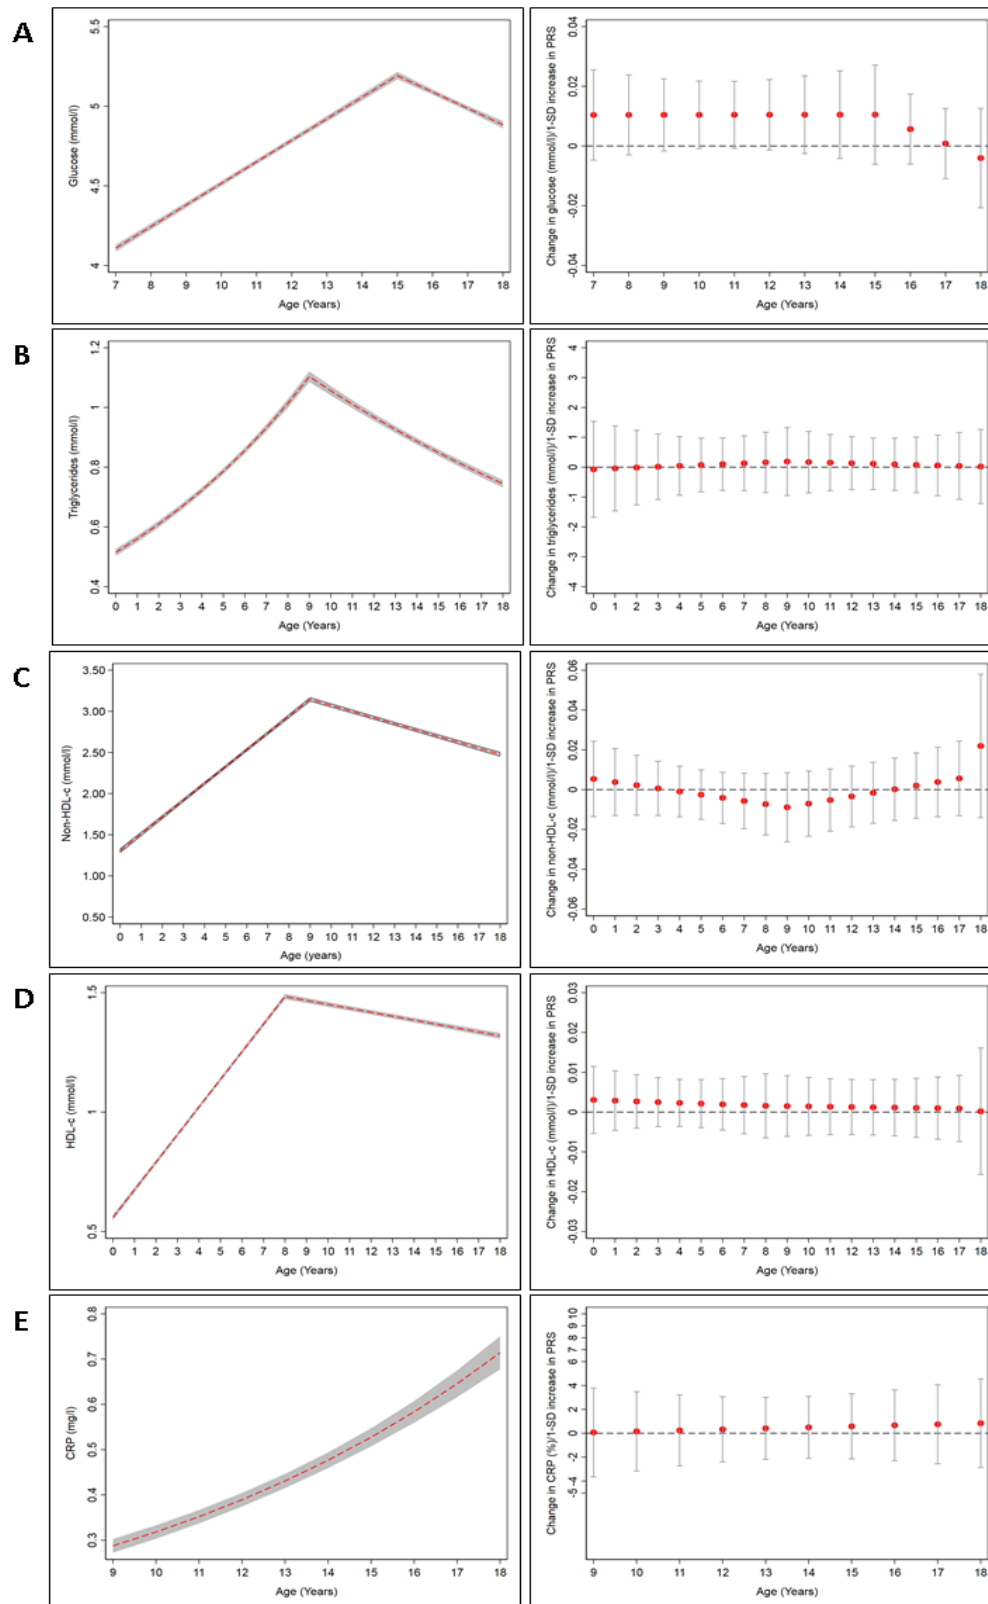 A
Glucose (mmol/l)
5.5
5
4.5
4
7 8 9 10 11 12 13 14 15 16 17 18
Age (Years)
Change in glucose (mmol/l)/1-SD increase in PRS
0.04
0.02
0
-0.02
-0.04
7 8 9 10 11 12 13 14 15 16 17 18
Age (Years)
B
Triglycerides (mmol/l)
1.2
1
0.8
0.6
0.4
0 1 2 3 4 5 6 7 8 9 10 11 12 13 14 15 16 17 18
Age (Years)
Change in triglycerides (mmol/l)/1-SD increase in PRS
4
3
2
1
0
-1
-2
-3
-4
0 1 2 3 4 5 6 7 8 9 10 11 12 13 14 15 16 17 18
Age (Years)
C
Non-HDL-c (mmol/l)
3.50
3.00
2.50
2.00
1.50
1.00
0.50
0 1 2 3 4 5 6 7 8 9 10 11 12 13 14 15 16 17 18
Age (years)
Change in non-HDL-c (mmol/l)/1-SD increase in PRS
0.06
0.04
0.02
0
-0.02
-0.04
-0.06
0 1 2 3 4 5 6 7 8 9 10 11 12 13 14 15 16 17 18
Age (Years)
D
HDL-c (mmol/l)
1.5
1
0.5
0 1 2 3 4 5 6 7 8 9 10 11 12 13 14 15 16 17 18
Age (Years)
Change in HDL-c (mmol/l)/1-SD increase in PRS
0.03
0.02
0.01
0
-0.01
-0.02
-0.03
0 1 2 3 4 5 6 7 8 9 10 11 12 13 14 15 16 17 18
Age (Years)
E
CRP (mg/l)
0.8
0.7
0.6
0.5
0.4
0.3
9 10 11 12 13 14 15 16 17 18
Age (Years)
Change in CRP (%)/1-SD increase in PRS
10
9
8
7
6
4
2
0
-2
-4
-5
9 10 11 12 13 14 15 16 17 18
Age (Years)